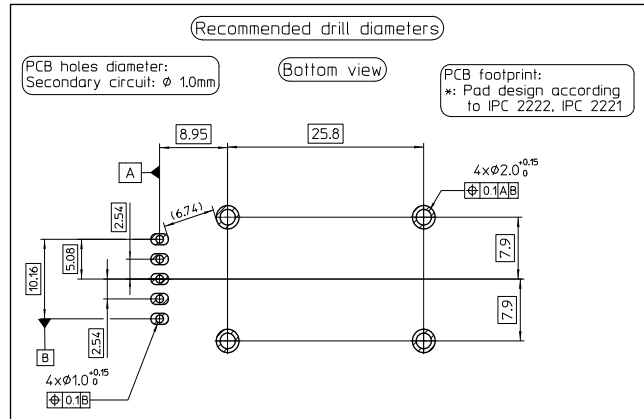 Recommended drill diameters
PCB holes diameter:
Secondary circuit: ϕ 1.0mm
Bottom view
PCB footprint:
*: Pad design according
to IPC 2222, IPC 2221
8.95
25.8
4xϕ2.0 +0.15 0
⌖ 0.1 A B
A
(6.74)
2.54
5.08
10.16
7.9
7.9
2.54
B
4xϕ1.0 +0.15 0
⌖ 0.1 B